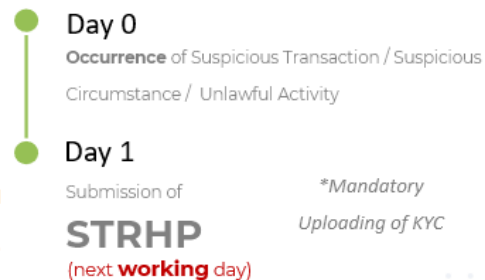 Day 0
Occurrence of Suspicious Transaction / Suspicious
Circumstance / Unlawful Activity
Day 1
Submission of
*Mandatory
Uploading of KYC
STRHP
(next working day)